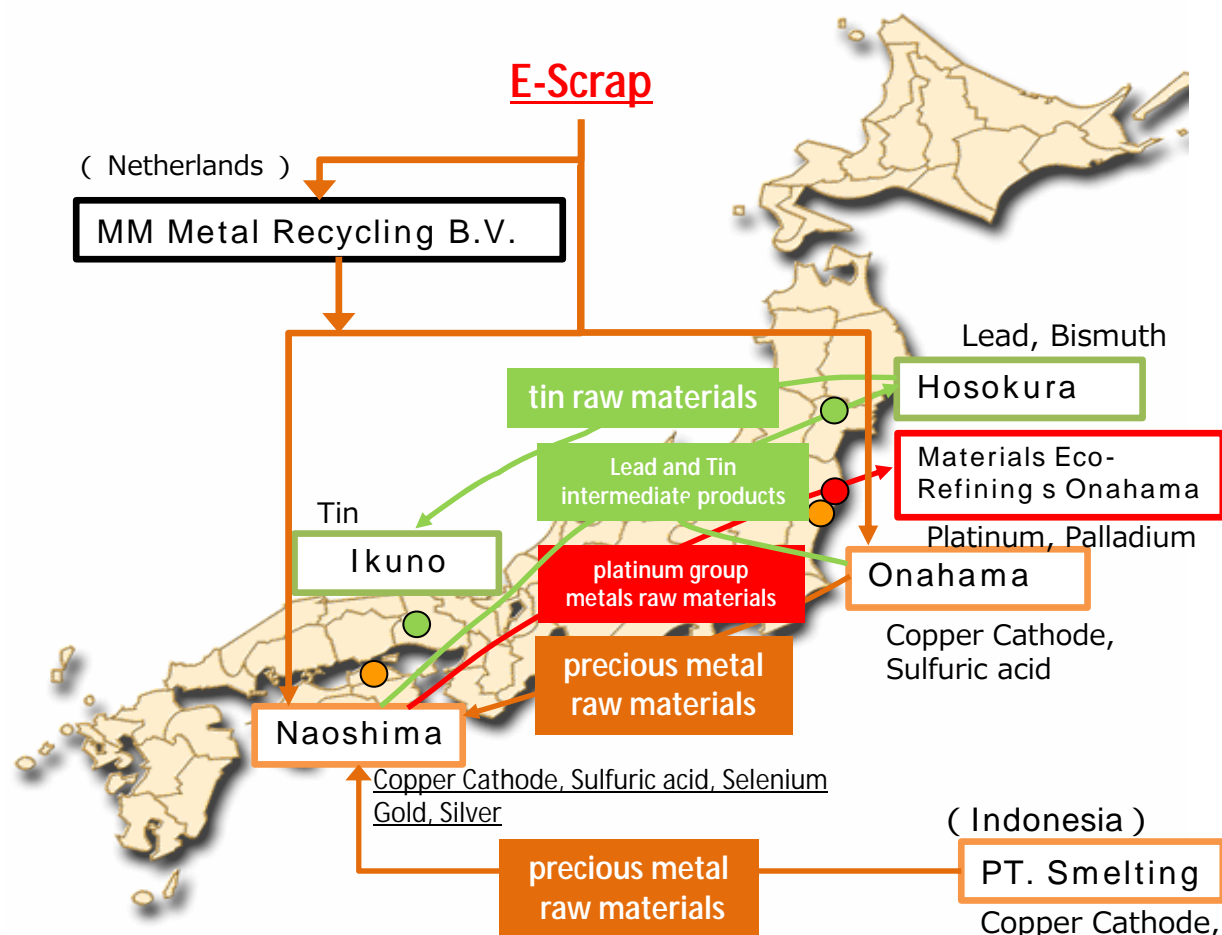 E-Scrap
( Netherlands )
MM Metal Recycling B.V.
Lead, Bismuth
Hosokura
tin raw materials
Materials Eco-
Refining s Onahama
Platinum, Palladium
Lead and Tin
intermediate products
Tin
Ikuno
platinum group
metals raw materials
Onahama
Copper Cathode,
Sulfuric acid
precious metal
raw materials
Naoshima
Copper Cathode, Sulfuric acid, Selenium
Gold, Silver
( Indonesia )
PT. Smelting
precious metal
raw materials
Copper Cathode,